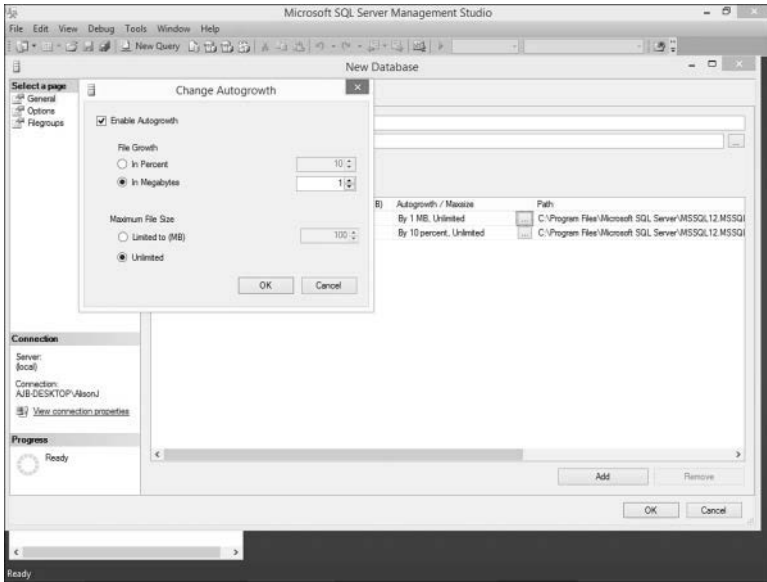 Microsoft SQL Server Management Studio
File Edit View Debug Tools Window Help
New Query
New Database
Select a page
General
Options
Filegroups
Change Autogrowth
Enable Autogrowth
File Growth
In Percent 10
In Megabytes 1
Maximum File Size
Limited to (MB) 100
Unlimited
OK Cancel
B) Autogrowth / Maxsize Path
By 1 MB, Unlimited ... C:\Program Files\Microsoft SQL Server\MSSQL12.MSSQl
By 10 percent, Unlimited ... C:\Program Files\Microsoft SQL Server\MSSQL12.MSSQl
Connection
Server:
(local)
Connection:
AJB-DESKTOP\AlisonJ
View connection properties
Progress
Ready
Add Remove
OK Cancel
Ready